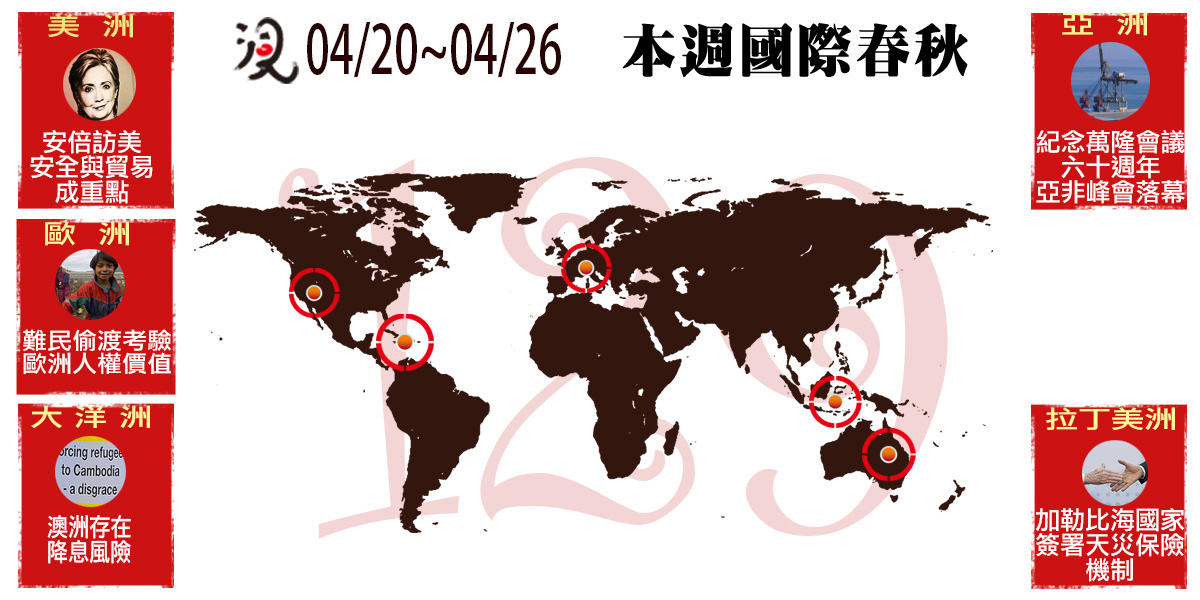 04/20~04/26 本週國際春秋
美洲
安倍訪美
安全與貿易
成重點
歐洲
難民偷渡考驗
歐洲人權價值
大洋洲
orcing refugee
to Cambodia
- a disgrace
澳洲存在
降息風險
亞洲
紀念萬隆會議
六十週年
亞非峰會落幕
拉丁美洲
加勒比海國家
簽署天災保險
機制
129